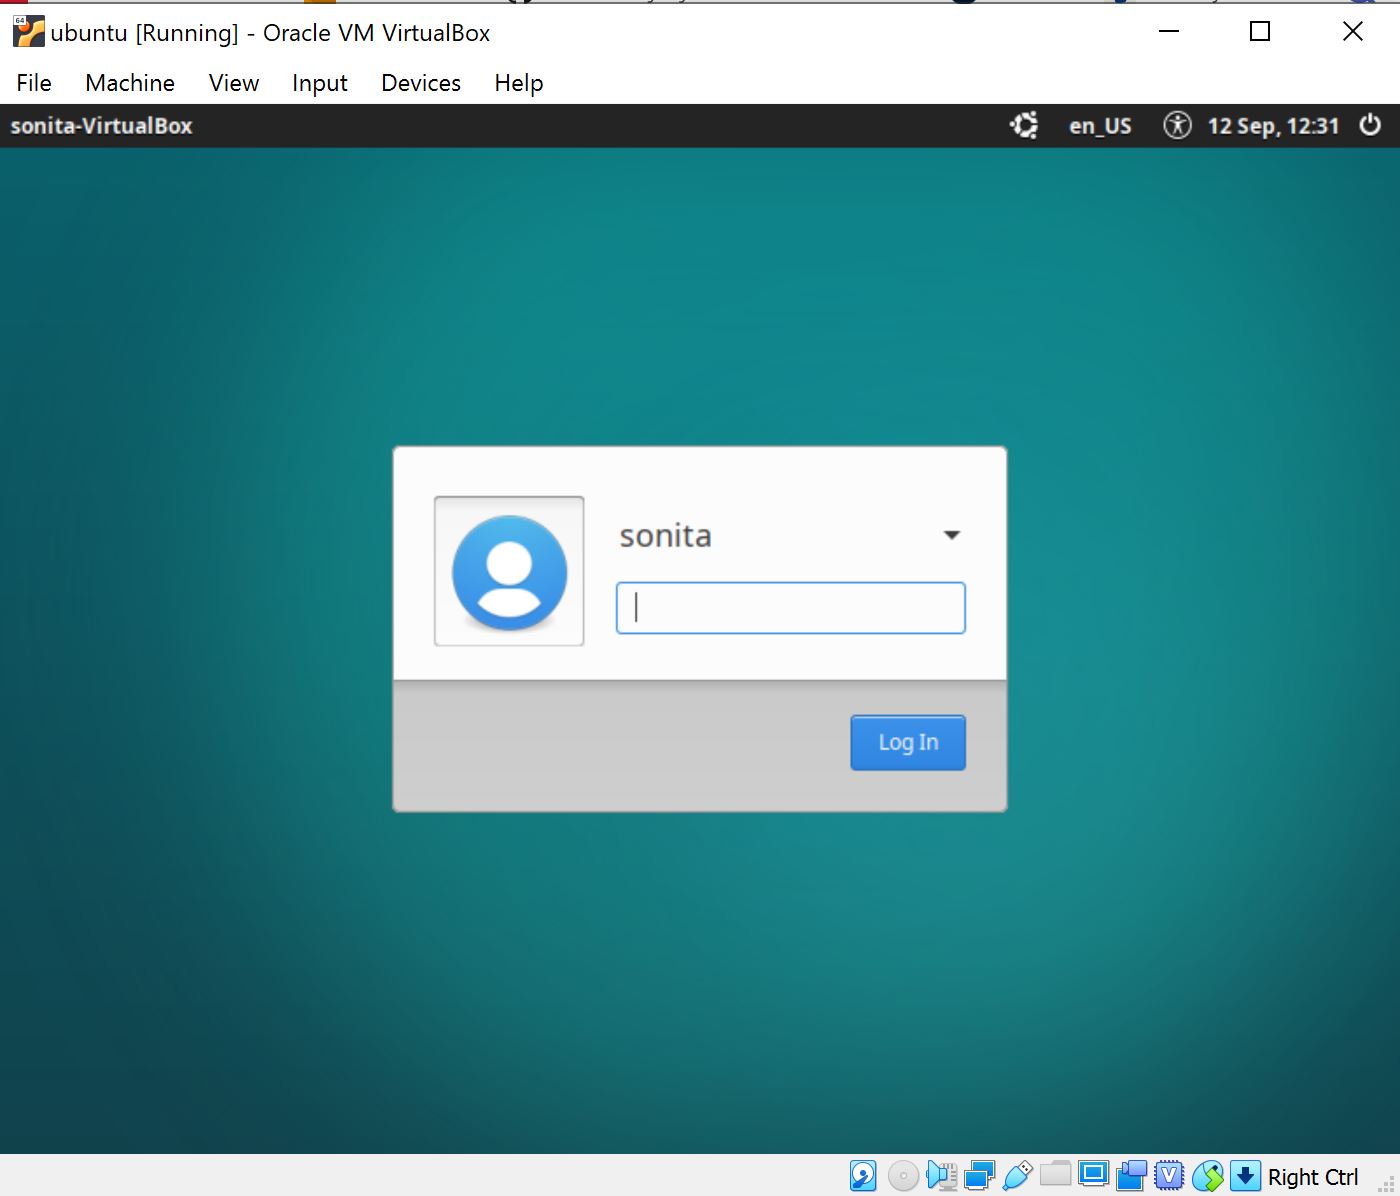 ubuntu [Running] - Oracle VM VirtualBox
File Machine View Input Devices Help
sonita-VirtualBox en_US 12 Sep, 12:31
sonita
Log In
Right Ctrl